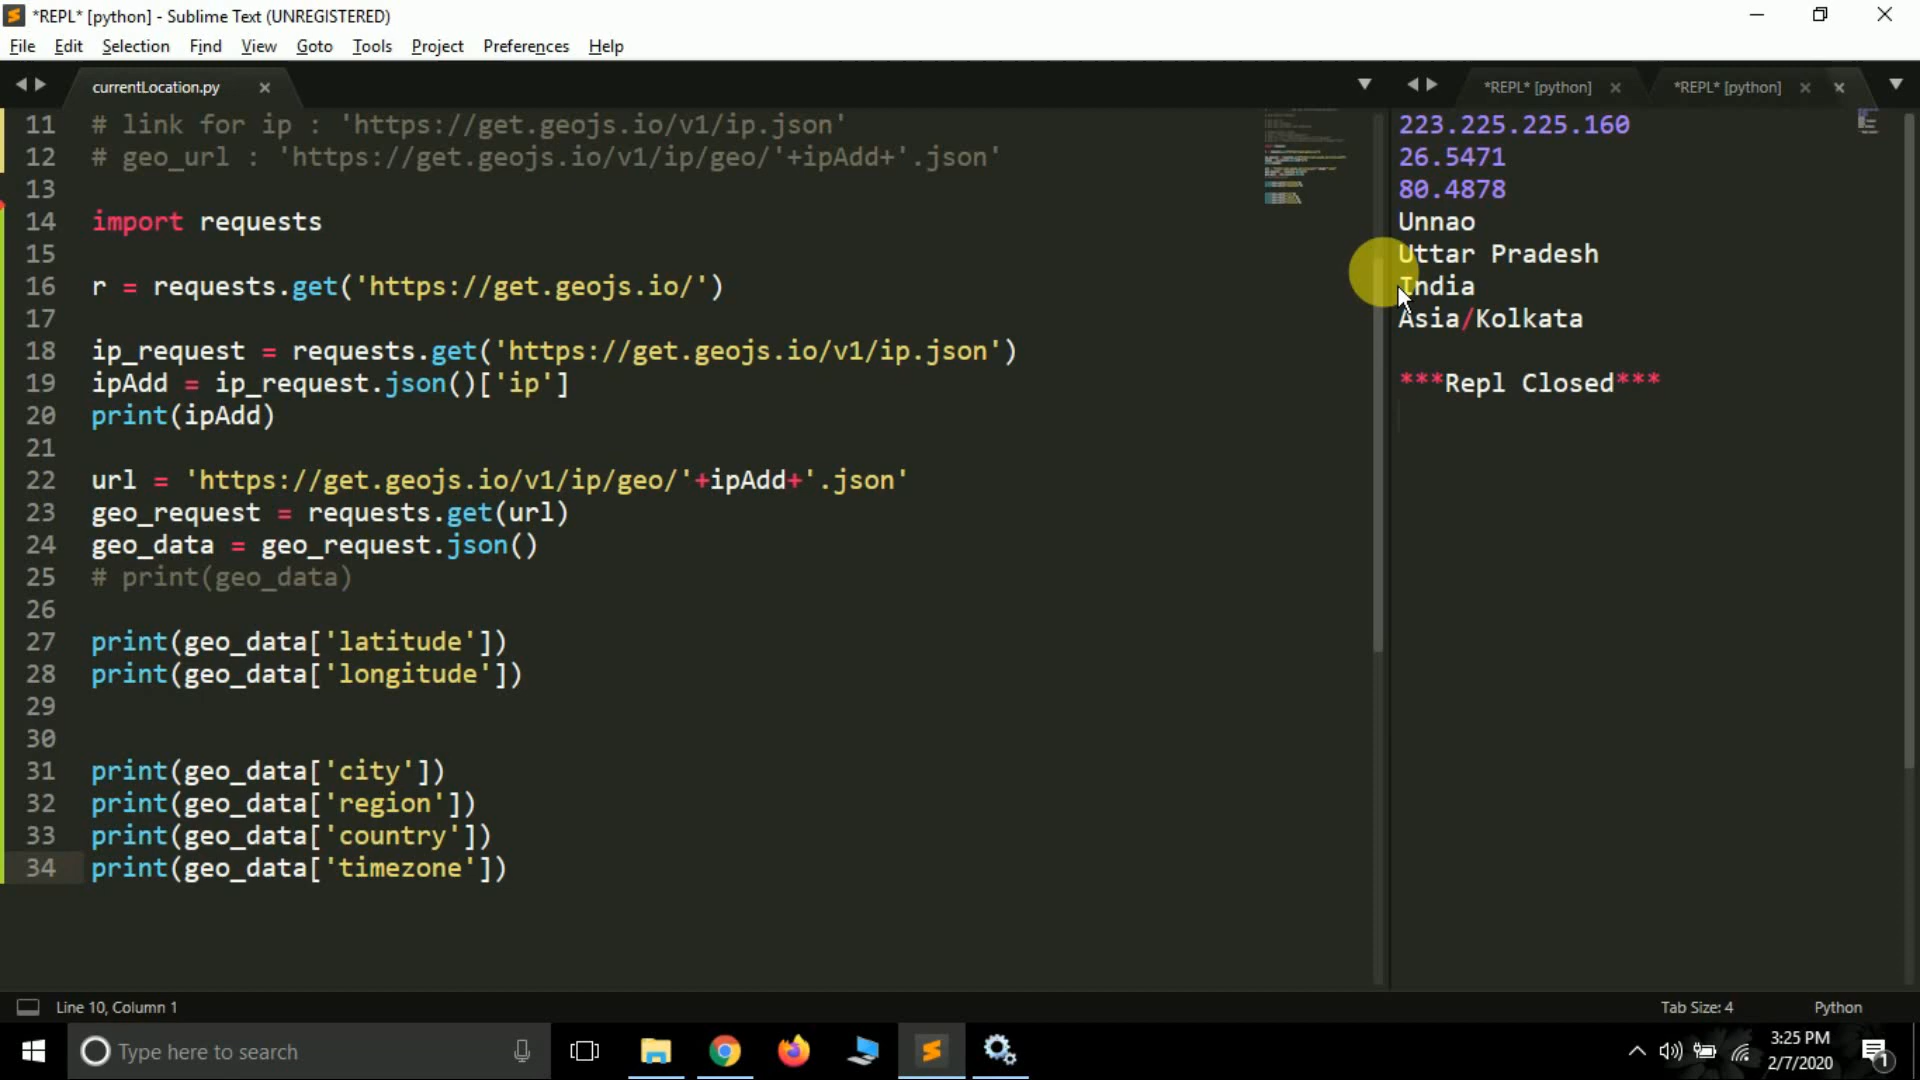 *REPL* [python] - Sublime Text (UNREGISTERED)
File Edit Selection Find View Goto Tools Project Preferences Help
currentLocation.py
11 # link for ip : 'https://get.geojs.io/v1/ip.json'
12 # geo_url : 'https://get.geojs.io/v1/ip/geo/'+ipAdd+'.json'
13
14 import requests
15
16 r = requests.get('https://get.geojs.io/')
17
18 ip_request = requests.get('https://get.geojs.io/v1/ip.json')
19 ipAdd = ip_request.json()['ip']
20 print(ipAdd)
21
22 url = 'https://get.geojs.io/v1/ip/geo/'+ipAdd+'.json'
23 geo_request = requests.get(url)
24 geo_data = geo_request.json()
25 # print(geo_data)
26
27 print(geo_data['latitude'])
28 print(geo_data['longitude'])
29
30
31 print(geo_data['city'])
32 print(geo_data['region'])
33 print(geo_data['country'])
34 print(geo_data['timezone'])
*REPL* [python] *REPL* [python]
223.225.225.160
26.5471
80.4878
Unnao
Uttar Pradesh
India
Asia/Kolkata
***Repl Closed***
Line 10, Column 1
Tab Size: 4 Python
Type here to search
3:25 PM
2/7/2020
1